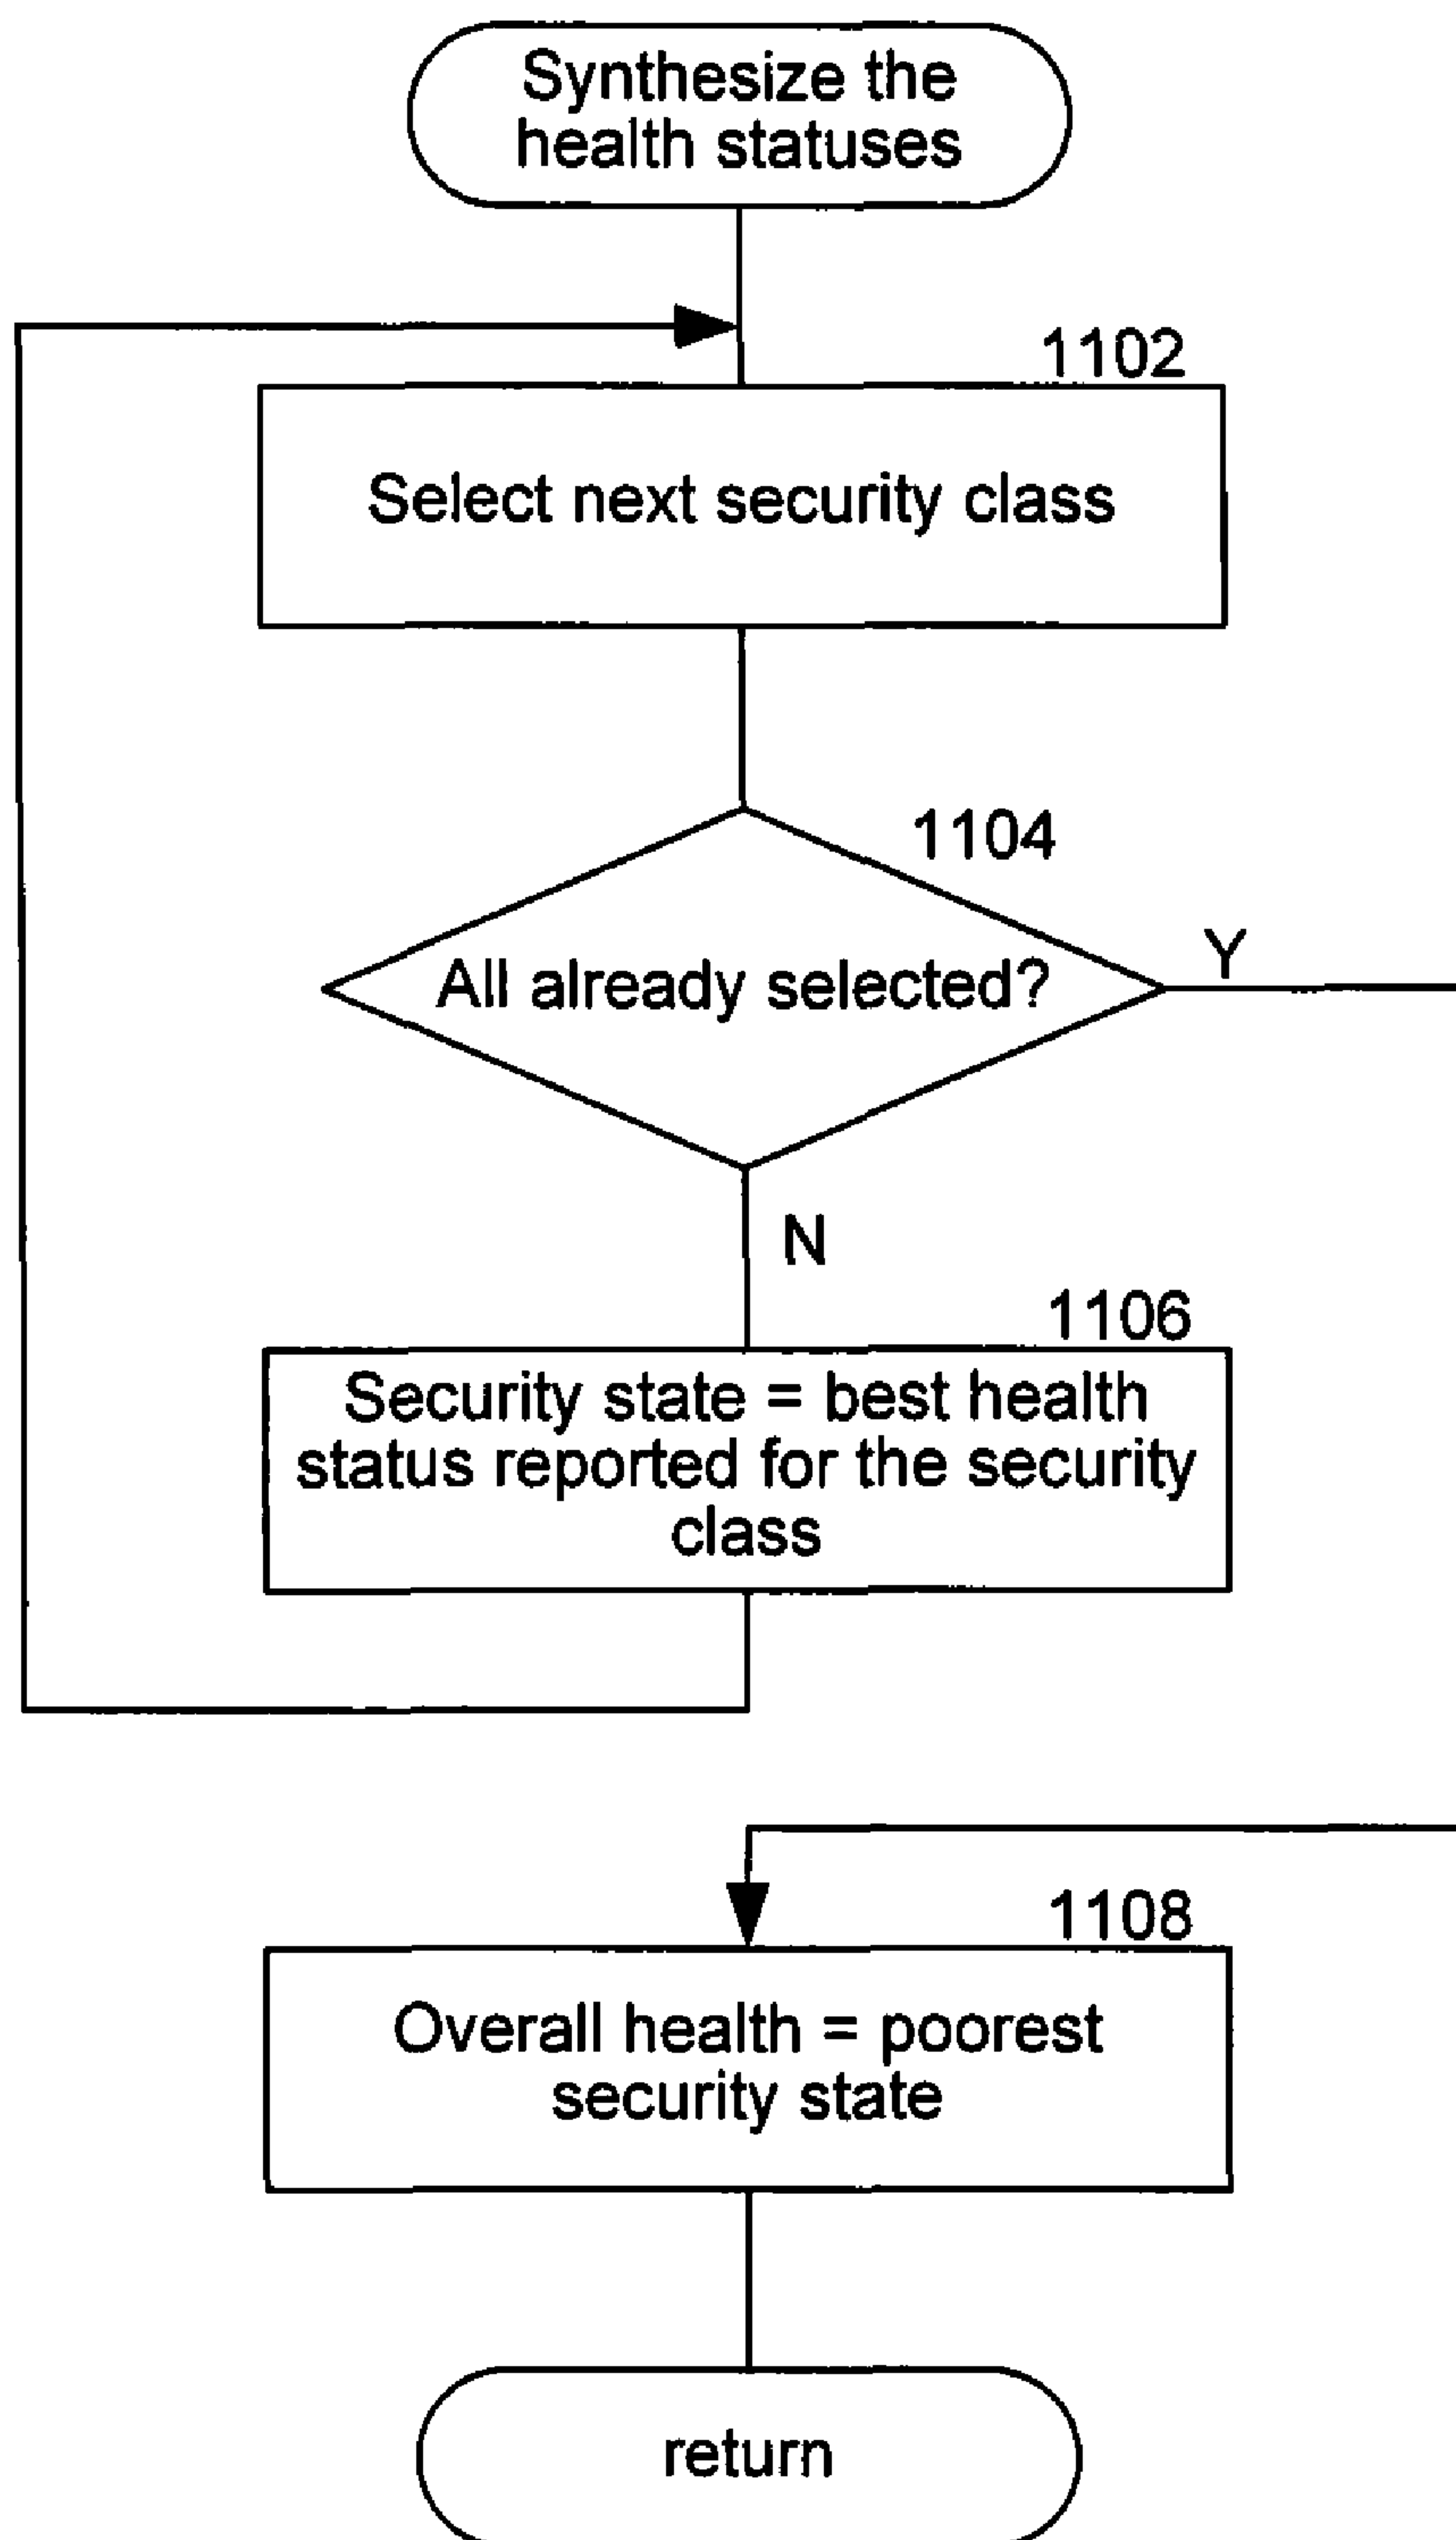 Synthesize the
health statuses
1102
Select next security class
1104
All already selected?
Y
N
1106
Security state = best health
status reported for the security
class
1108
Overall health = poorest
security state
return